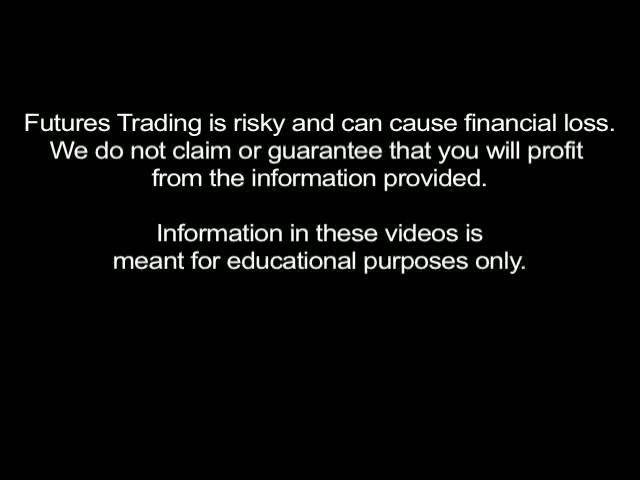 Futures Trading is risky and can cause financial loss.
We do not claim or guarantee that you will profit
from the information provided.
Information in these videos is
meant for educational purposes only.